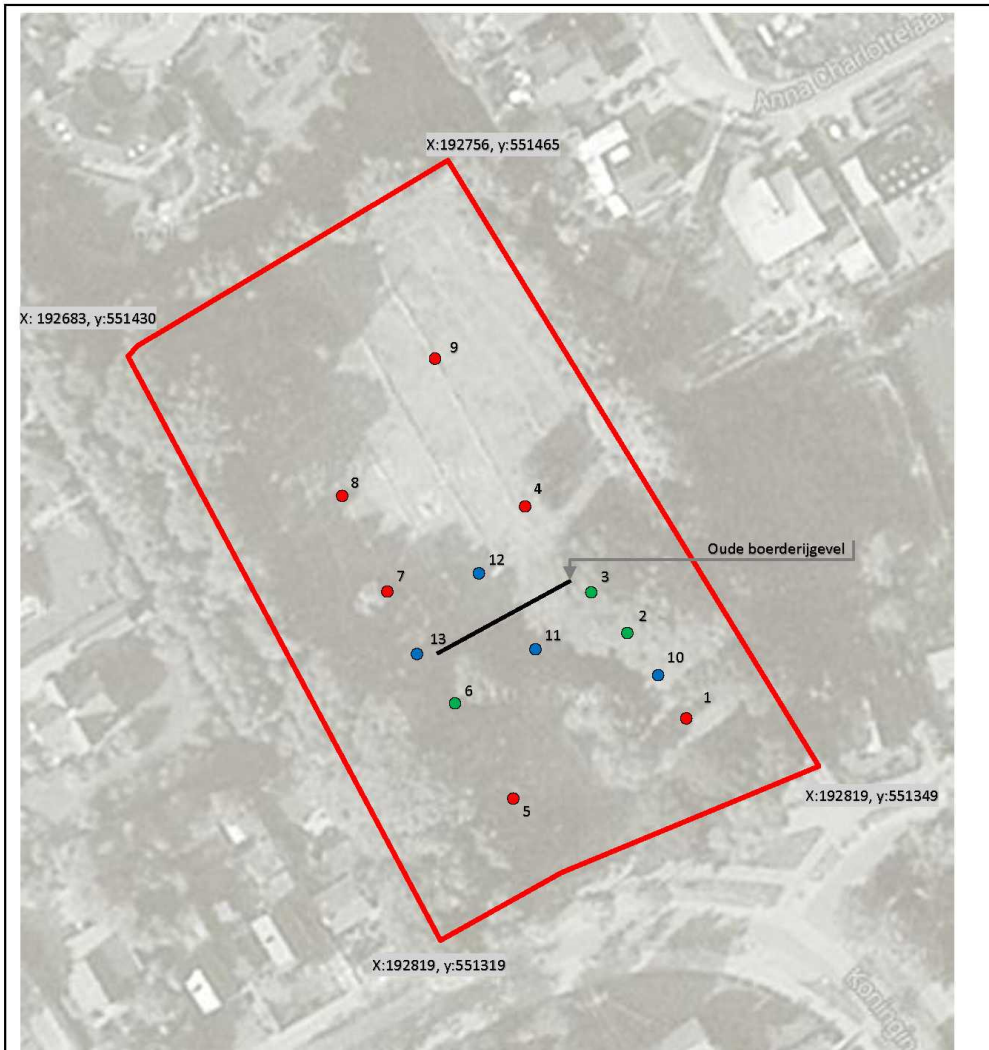 Anna Charlottelaan
X:192756, y:551465
X: 192683, y:551430
9
8
4
Oude boerderijgevel
12
3
7
2
13
11
10
6
1
5
X:192819, y:551349
X:192819, y:551319
Koningin